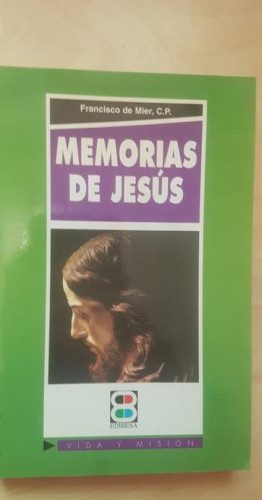 Francisco de Mier, C.P.
MEMORIAS
DE JESÚS
EDIBESA
VIDA Y MISIÓN